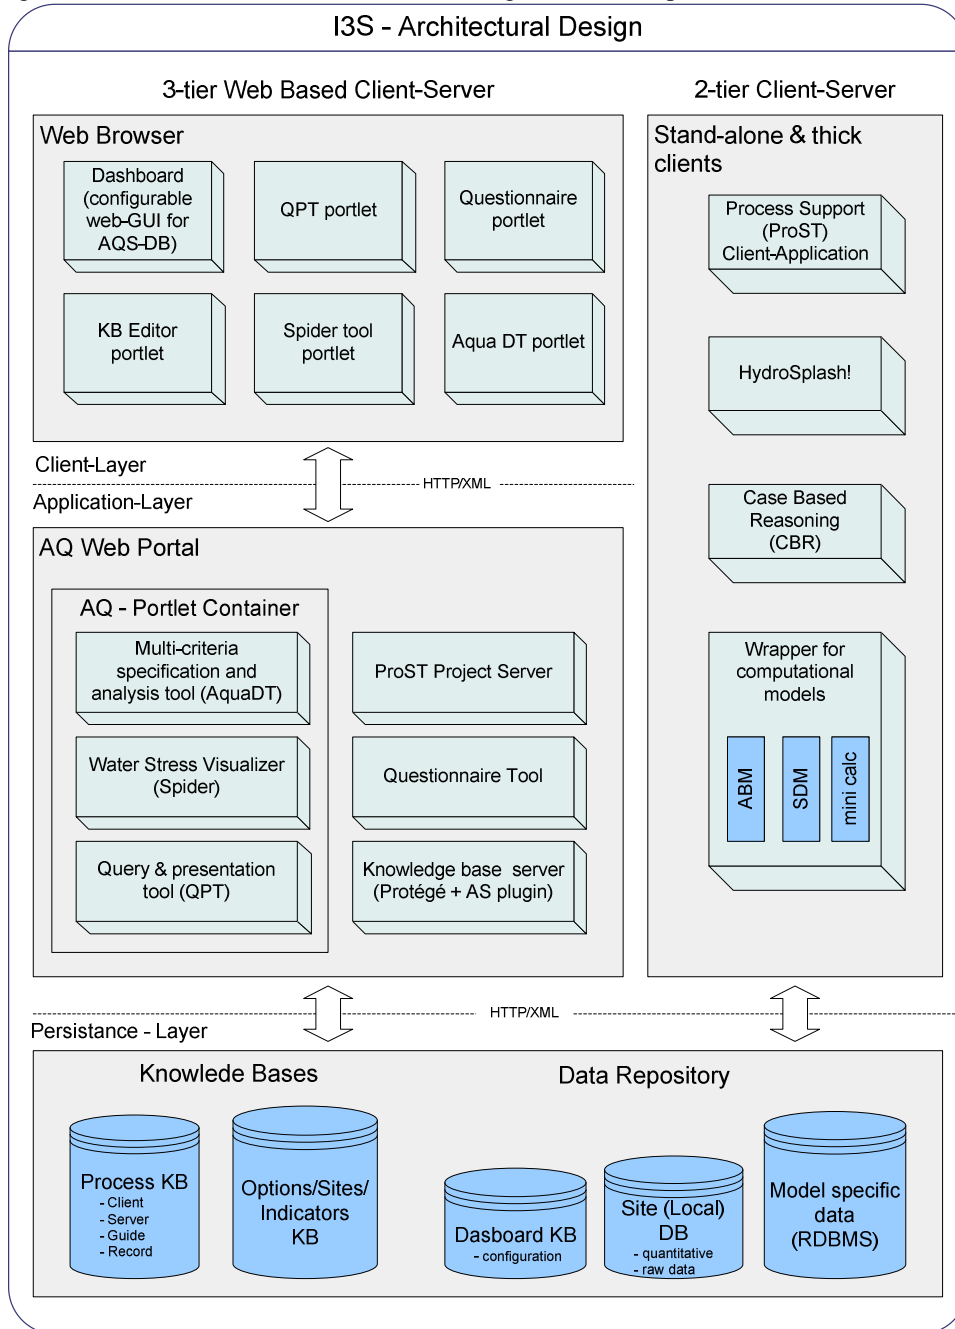 I3S - Architectural Design
3-tier Web Based Client-Server
2-tier Client-Server
Web Browser
Dashboard
(configurable
web-GUI for
AQS-DB)
QPT portlet
Questionnaire
portlet
KB Editor
portlet
Spider tool
portlet
Aqua DT portlet
Stand-alone & thick
clients
Process Support
(ProST)
Client-Application
HydroSplash!
Case Based
Reasoning
(CBR)
Wrapper for
computational
models
ABM
SDM
mini calc
Client-Layer
HTTP/XML
Application-Layer
AQ Web Portal
AQ - Portlet Container
Multi-criteria
specification and
analysis tool (AquaDT)
Water Stress Visualizer
(Spider)
Query & presentation
tool (QPT)
ProST Project Server
Questionnaire Tool
Knowledge base server
(Protégé + AS plugin)
HTTP/XML
Persistance - Layer
Knowlede Bases
Data Repository
Process KB
- Client
- Server
- Guide
- Record
Options/Sites/
Indicators
KB
Dasboard KB
- configuration
Site (Local)
DB
- quantitative
- raw data
Model specific
data
(RDBMS)